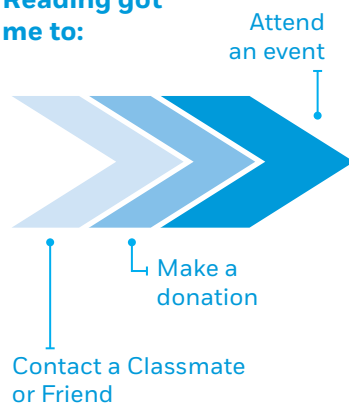 Reading got
me to:
Attend
an event
Make a
donation
Contact a Classmate
or Friend